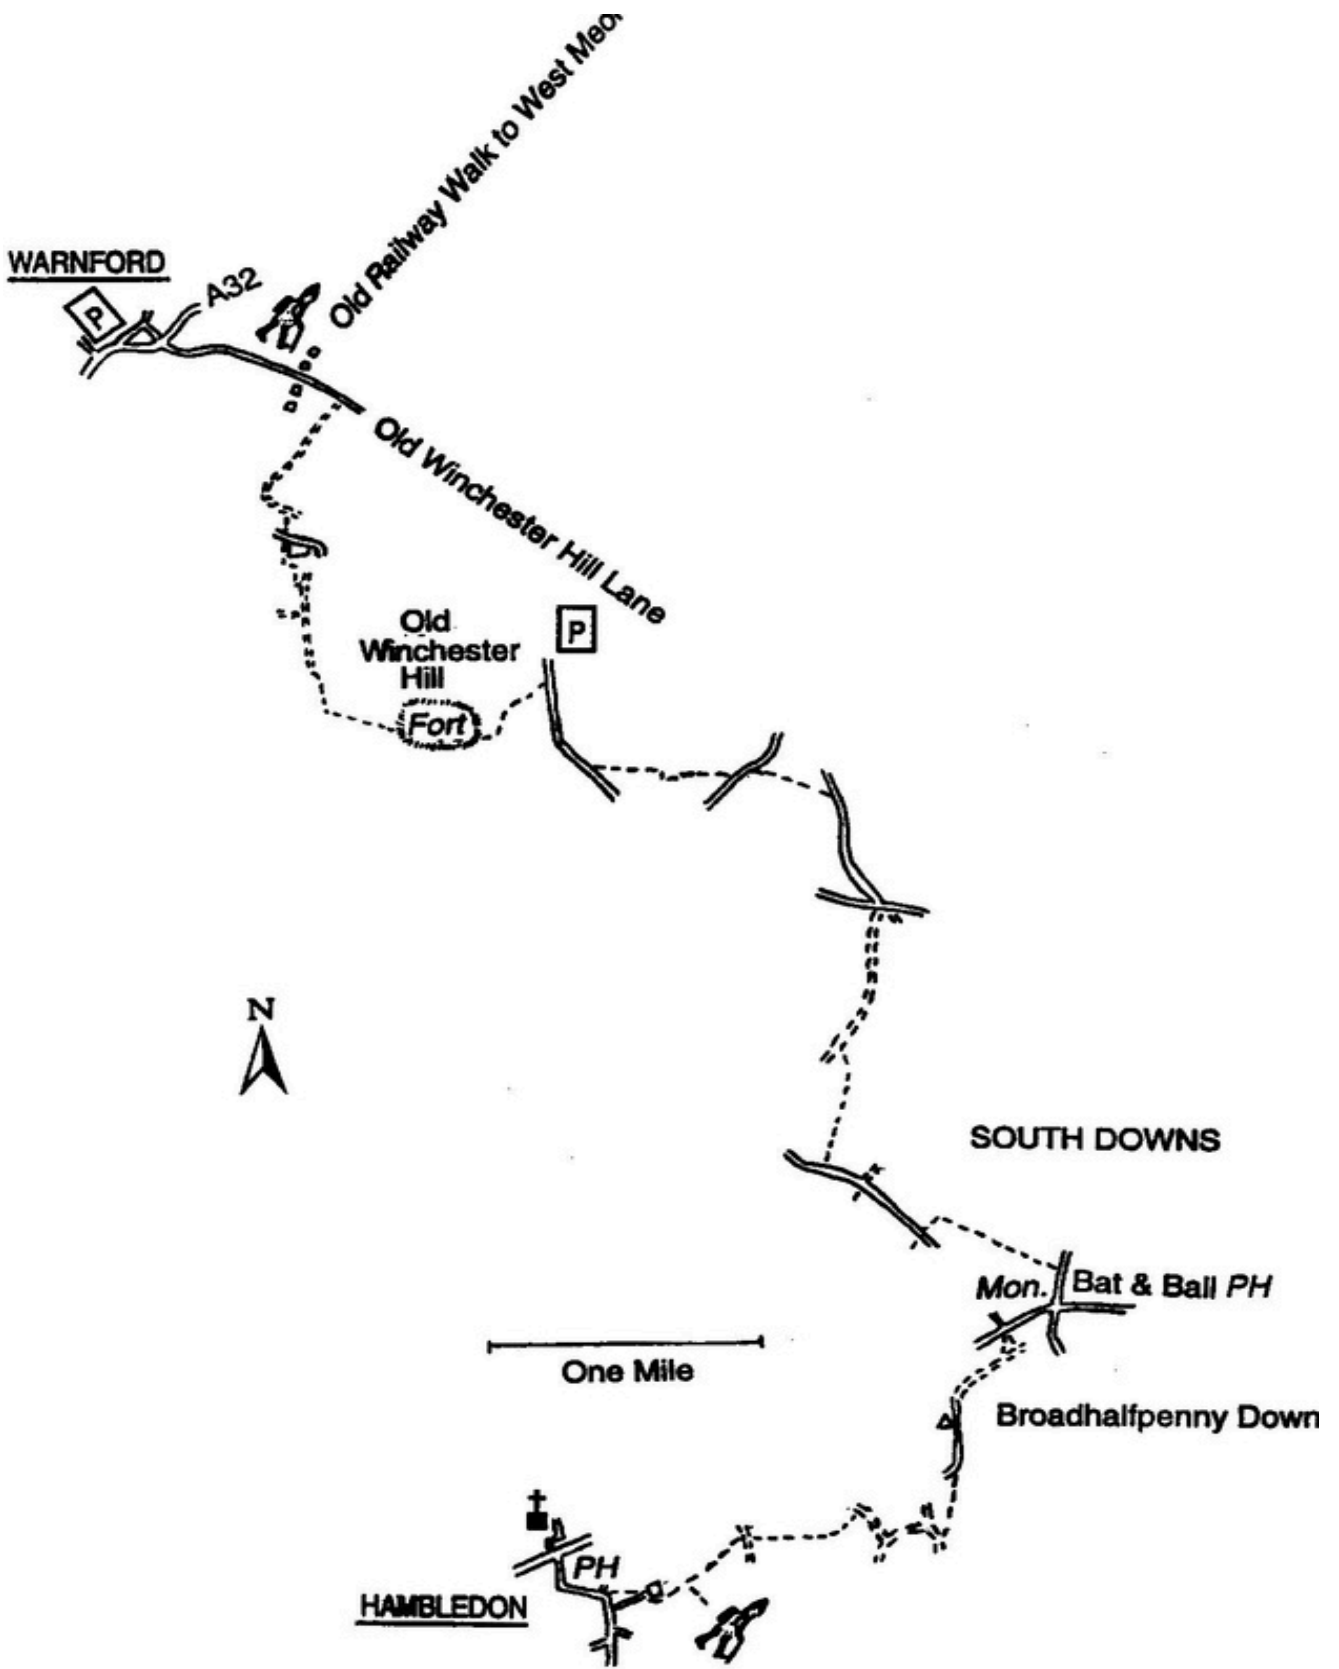 Old Railway Walk to West Meon
WARNFORD
P
A32
Old Winchester Hill Lane
P
Old
Winchester
Hill
Fort
N
SOUTH DOWNS
Mon.
Bat & Ball PH
One Mile
Broadhalfpenny Down
PH
HAMBLEDON